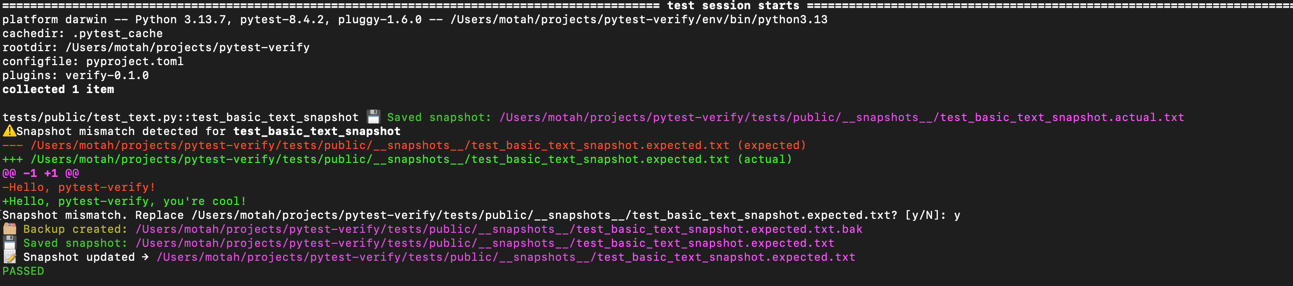 ============================================================================================ test session starts ============================================================================================
platform darwin -- Python 3.13.7, pytest-8.4.2, pluggy-1.6.0 -- /Users/motah/projects/pytest-verify/env/bin/python3.13
cachedir: .pytest_cache
rootdir: /Users/motah/projects/pytest-verify
configfile: pyproject.toml
plugins: verify-0.1.0
collected 1 item
tests/public/test_text.py::test_basic_text_snapshot 💾 Saved snapshot: /Users/motah/projects/pytest-verify/tests/public/__snapshots__/test_basic_text_snapshot.actual.txt
⚠️Snapshot mismatch detected for test_basic_text_snapshot
--- /Users/motah/projects/pytest-verify/tests/public/__snapshots__/test_basic_text_snapshot.expected.txt (expected)
+++ /Users/motah/projects/pytest-verify/tests/public/__snapshots__/test_basic_text_snapshot.expected.txt (actual)
@@ -1 +1 @@
-Hello, pytest-verify!
+Hello, pytest-verify, you're cool!
Snapshot mismatch. Replace /Users/motah/projects/pytest-verify/tests/public/__snapshots__/test_basic_text_snapshot.expected.txt? [y/N]: y
🗂️ Backup created: /Users/motah/projects/pytest-verify/tests/public/__snapshots__/test_basic_text_snapshot.expected.txt.bak
💾 Saved snapshot: /Users/motah/projects/pytest-verify/tests/public/__snapshots__/test_basic_text_snapshot.expected.txt
📝 Snapshot updated → /Users/motah/projects/pytest-verify/tests/public/__snapshots__/test_basic_text_snapshot.expected.txt
PASSED